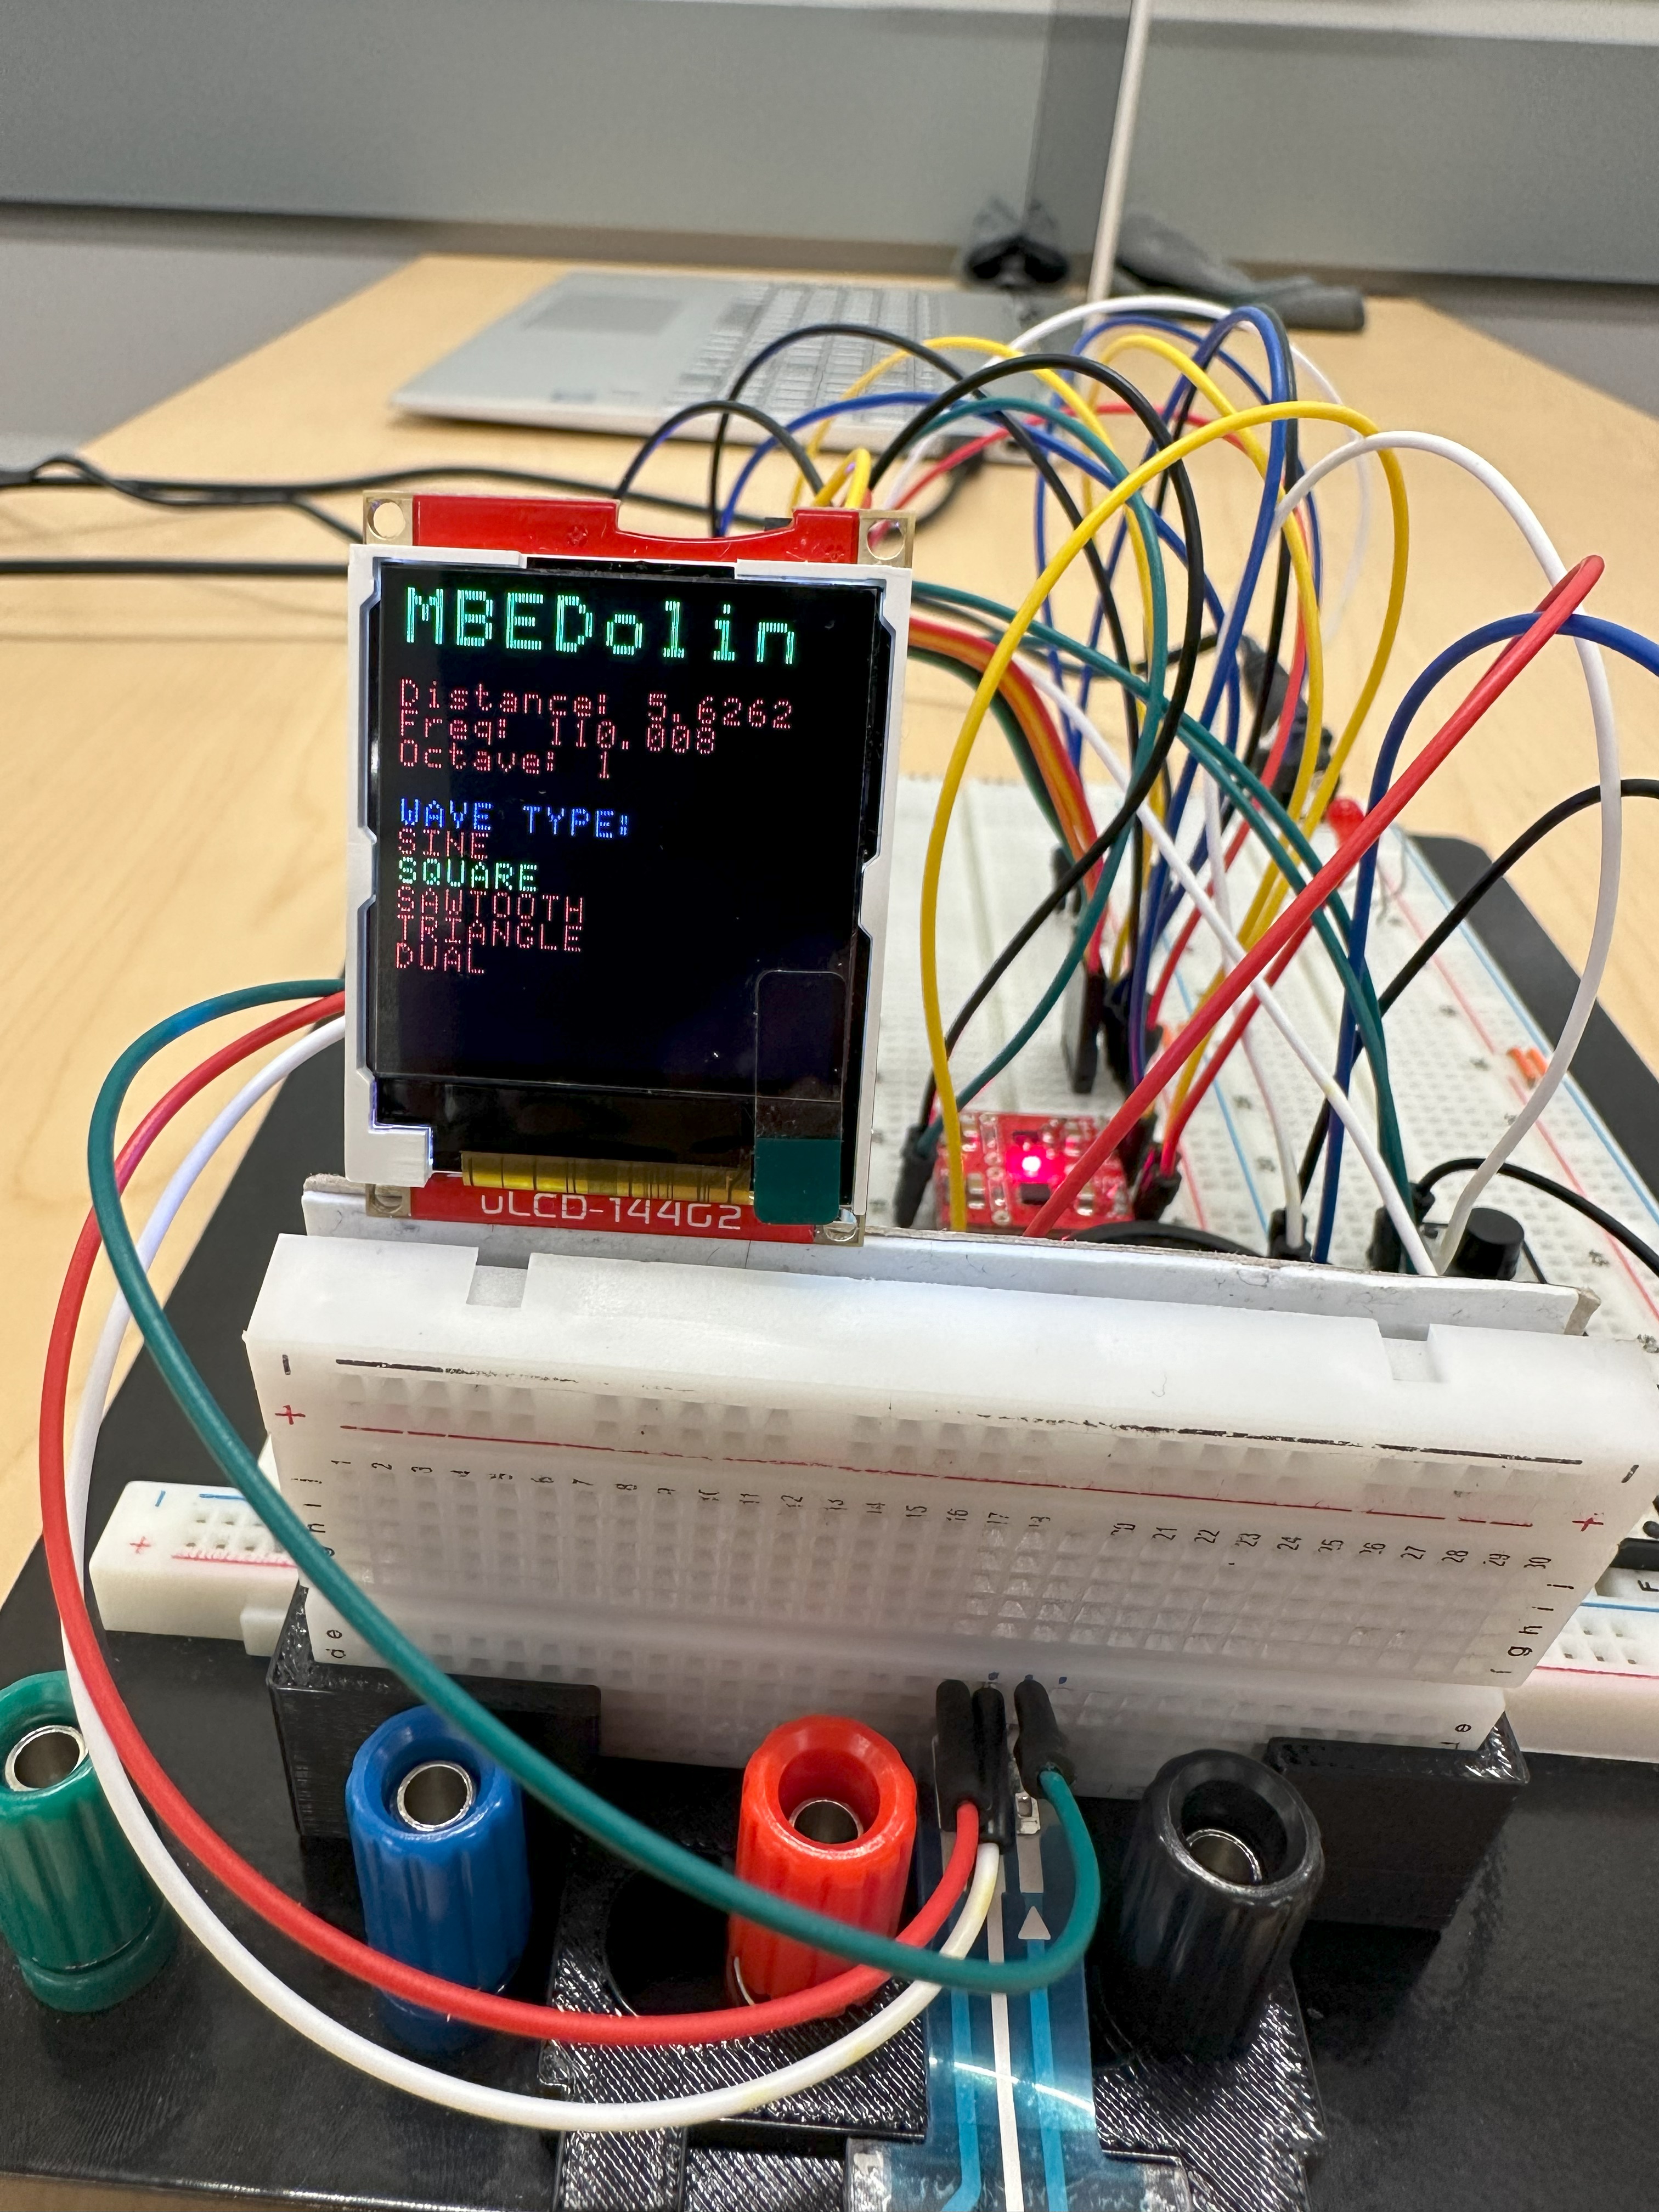 MBEDolin
Distance: 5.6262
Freq: 110.008
Octave: 1
WAVE TYPE:
SINE
SQUARE
SAWTOOTH
TRIANGLE
DUAL
uLCD-144G2
- -
+ +
1 2 3 4 5 6 7 8 9 10 11 12 13 14 15 16 17 18 20 21 22 23 24 25 26 27 28 29 30
j i h g f
e d